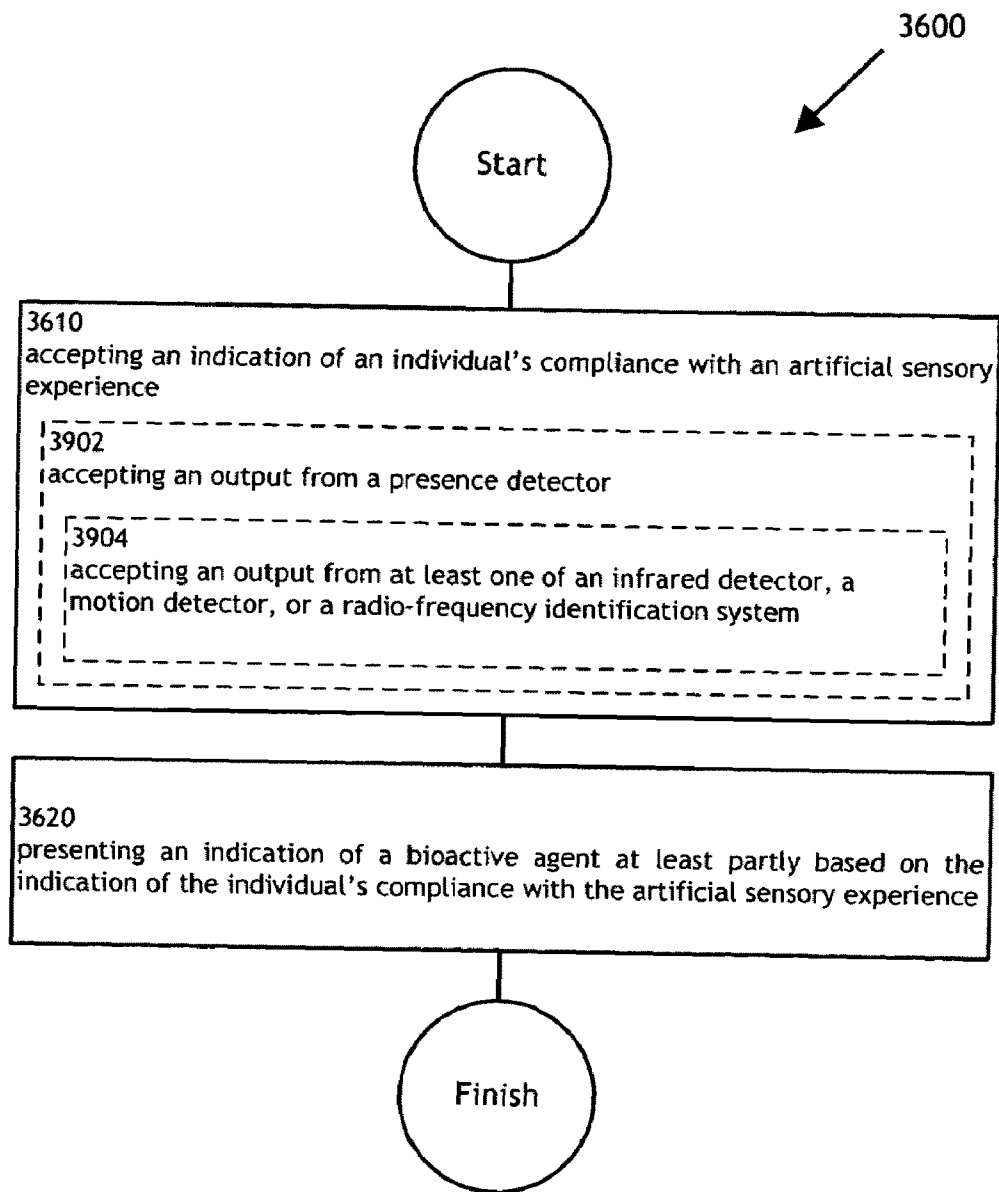 3600
Start
3610
accepting an indication of an individual's compliance with an artificial sensory
experience
3902
accepting an output from a presence detector
3904
accepting an output from at least one of an infrared detector, a
motion detector, or a radio-frequency identification system
3620
presenting an indication of a bioactive agent at least partly based on the
indication of the individual's compliance with the artificial sensory experience
Finish